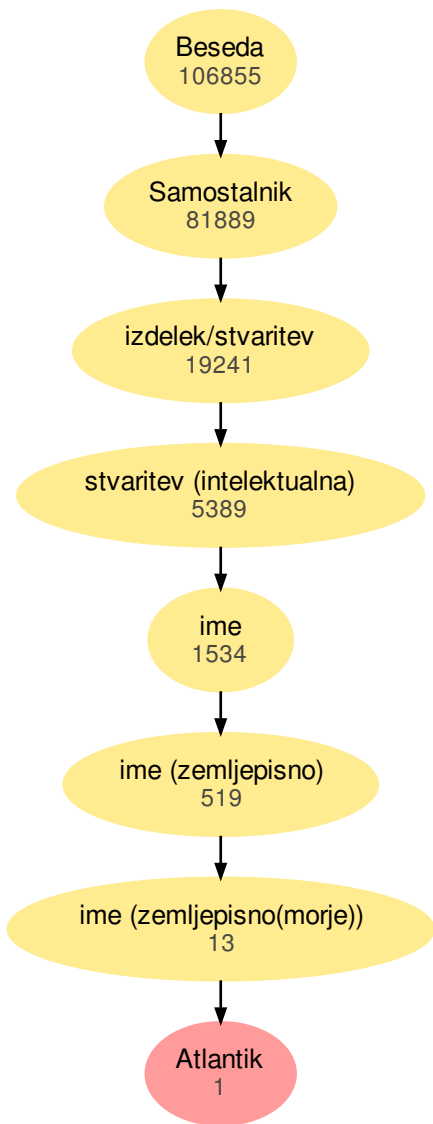 Beseda
106855
Samostalnik
81889
izdelek/stvaritev
19241
stvaritev (intelektualna)
5389
ime
1534
ime (zemljepisno)
519
ime (zemljepisno(morje))
13
Atlantik
1